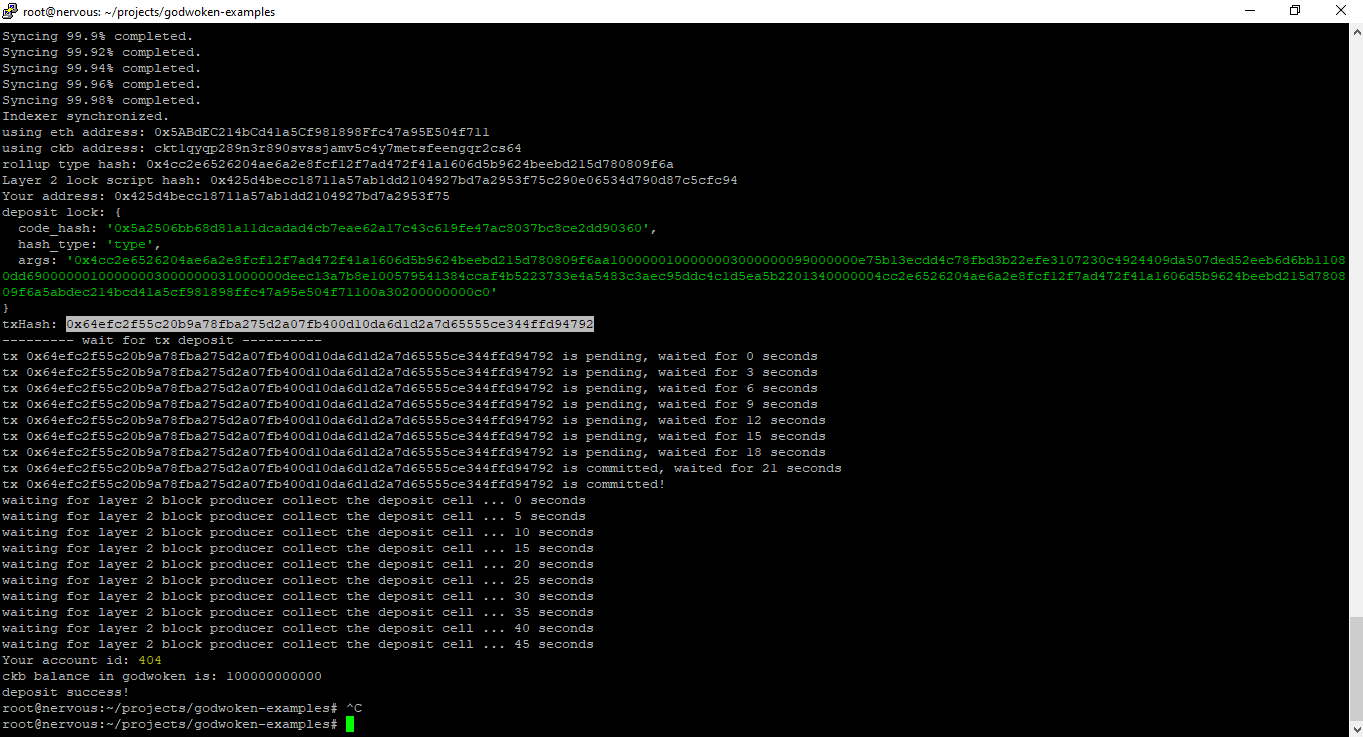 root@nervous: ~/projects/godwoken-examples
Syncing 99.9% completed.
Syncing 99.92% completed.
Syncing 99.94% completed.
Syncing 99.96% completed.
Syncing 99.98% completed.
Indexer synchronized.
using eth address: 0x5ABdEC214bCd41a5Cf981898Ffc47a95E504f711
using ckb address: ckt1qyqp289n3r890svssjamv5c4y7metsfeengqr2cs64
rollup type hash: 0x4cc2e6526204ae6a2e8fcf12f7ad472f41a1606d5b9624beebd215d780809f6a
Layer 2 lock script hash: 0x425d4becc18711a57ab1dd2104927bd7a2953f75c290e06534d790d87c5cfc94
Your address: 0x425d4becc18711a57ab1dd2104927bd7a2953f75
deposit lock: {
code_hash: '0x5a2506bb68d81a11dcadad4cb7eae62a17c43c619fe47ac8037bc8ce2dd90360',
hash_type: 'type',
args: '0x4cc2e6526204ae6a2e8fcf12f7ad472f41a1606d5b9624beebd215d780809f6aa10000001000000030000000099000000e75b13ecdd4c78fbd3b22efe3107230c4924409da507ded52eeb6d6bb1108
0dd69000000100000003000000031000000deec13a7b8e100579541384ccaf4b5223733e4a5483c3aec95ddc4c1d5ea5b2201340000004cc2e6526204ae6a2e8fcf12f7ad472f41a1606d5b9624beebd215d7808
09f6a5abdec214bcd41a5cf981898ffc47a95e504f71100a30200000000c0'
}
txHash: 0x64efc2f55c20b9a78fba275d2a07fb400d10da6d1d2a7d65555ce344ffd94792
--------- wait for tx deposit ----------
tx 0x64efc2f55c20b9a78fba275d2a07fb400d10da6d1d2a7d65555ce344ffd94792 is pending, waited for 0 seconds
tx 0x64efc2f55c20b9a78fba275d2a07fb400d10da6d1d2a7d65555ce344ffd94792 is pending, waited for 3 seconds
tx 0x64efc2f55c20b9a78fba275d2a07fb400d10da6d1d2a7d65555ce344ffd94792 is pending, waited for 6 seconds
tx 0x64efc2f55c20b9a78fba275d2a07fb400d10da6d1d2a7d65555ce344ffd94792 is pending, waited for 9 seconds
tx 0x64efc2f55c20b9a78fba275d2a07fb400d10da6d1d2a7d65555ce344ffd94792 is pending, waited for 12 seconds
tx 0x64efc2f55c20b9a78fba275d2a07fb400d10da6d1d2a7d65555ce344ffd94792 is pending, waited for 15 seconds
tx 0x64efc2f55c20b9a78fba275d2a07fb400d10da6d1d2a7d65555ce344ffd94792 is pending, waited for 18 seconds
tx 0x64efc2f55c20b9a78fba275d2a07fb400d10da6d1d2a7d65555ce344ffd94792 is committed, waited for 21 seconds
tx 0x64efc2f55c20b9a78fba275d2a07fb400d10da6d1d2a7d65555ce344ffd94792 is committed!
waiting for layer 2 block producer collect the deposit cell ... 0 seconds
waiting for layer 2 block producer collect the deposit cell ... 5 seconds
waiting for layer 2 block producer collect the deposit cell ... 10 seconds
waiting for layer 2 block producer collect the deposit cell ... 15 seconds
waiting for layer 2 block producer collect the deposit cell ... 20 seconds
waiting for layer 2 block producer collect the deposit cell ... 25 seconds
waiting for layer 2 block producer collect the deposit cell ... 30 seconds
waiting for layer 2 block producer collect the deposit cell ... 35 seconds
waiting for layer 2 block producer collect the deposit cell ... 40 seconds
waiting for layer 2 block producer collect the deposit cell ... 45 seconds
Your account id: 404
ckb balance in godwoken is: 100000000000
deposit success!
root@nervous:~/projects/godwoken-examples# ^C
root@nervous:~/projects/godwoken-examples#